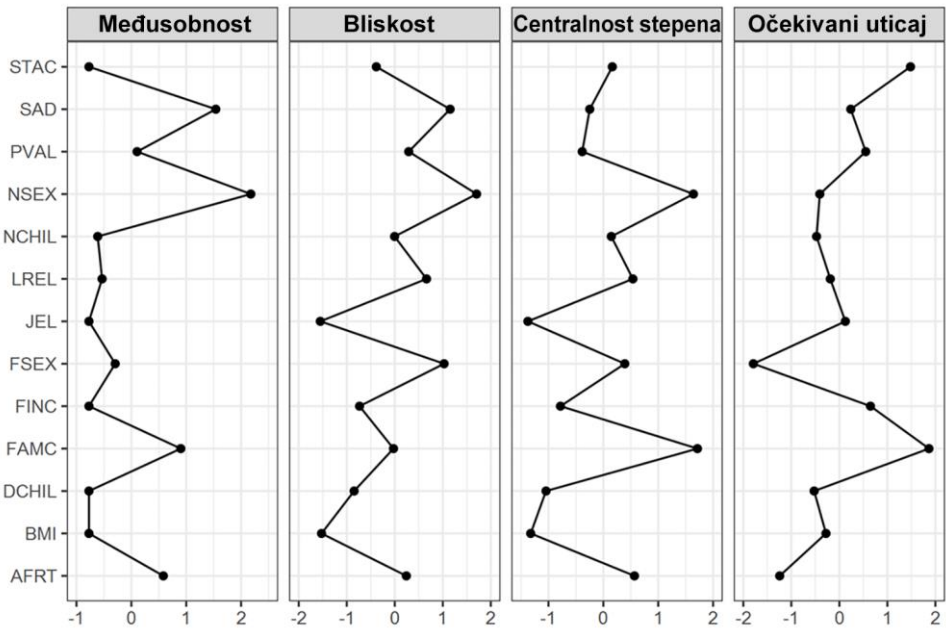 Međusobnost Bliskost Centralnost stepena Očekivani uticaj
STAC
SAD
PVAL
NSEX
NCHIL
LREL
JEL
FSEX
FINC
FAMC
DCHIL
BMI
AFRT
-1 0 1 2 -2 -1 0 1 2 -1 0 1 2 -2 -1 0 1 2